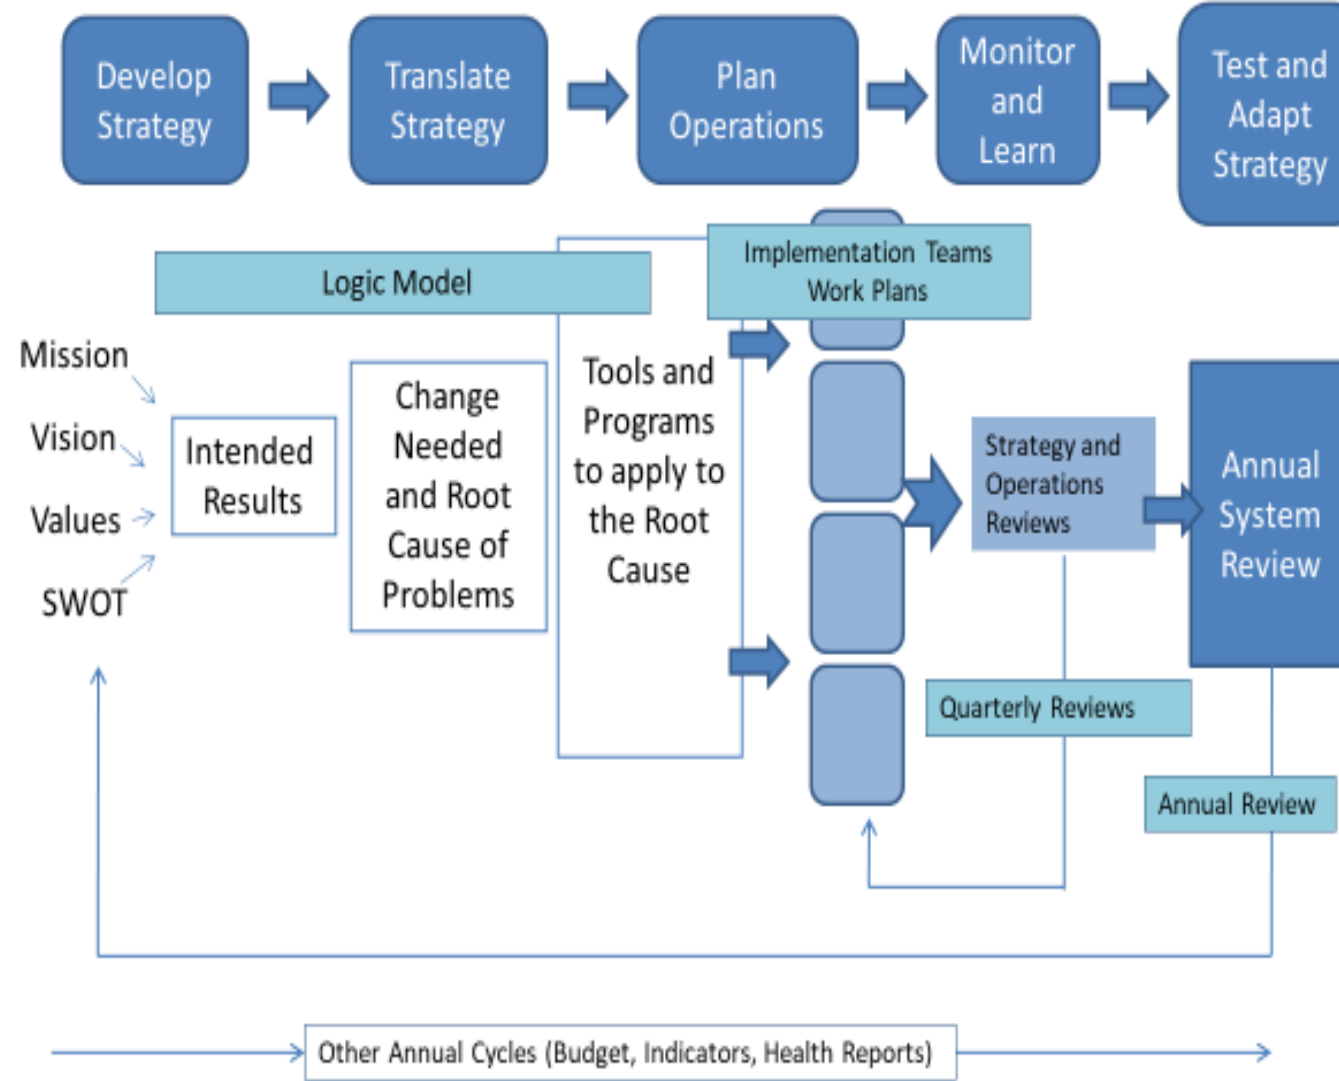 Develop
Strategy
Translate
Strategy
Plan
Operations
Monitor
and
Learn
Test and
Adapt
Strategy
Logic Model
Implementation Teams
Work Plans
Mission
Vision
Values
SWOT
Intended
Results
Change
Needed
and Root
Cause of
Problems
Tools and
Programs
to apply to
the Root
Cause
Strategy and
Operations
Reviews
Annual
System
Review
Quarterly Reviews
Annual Review
Other Annual Cycles (Budget, Indicators, Health Reports)